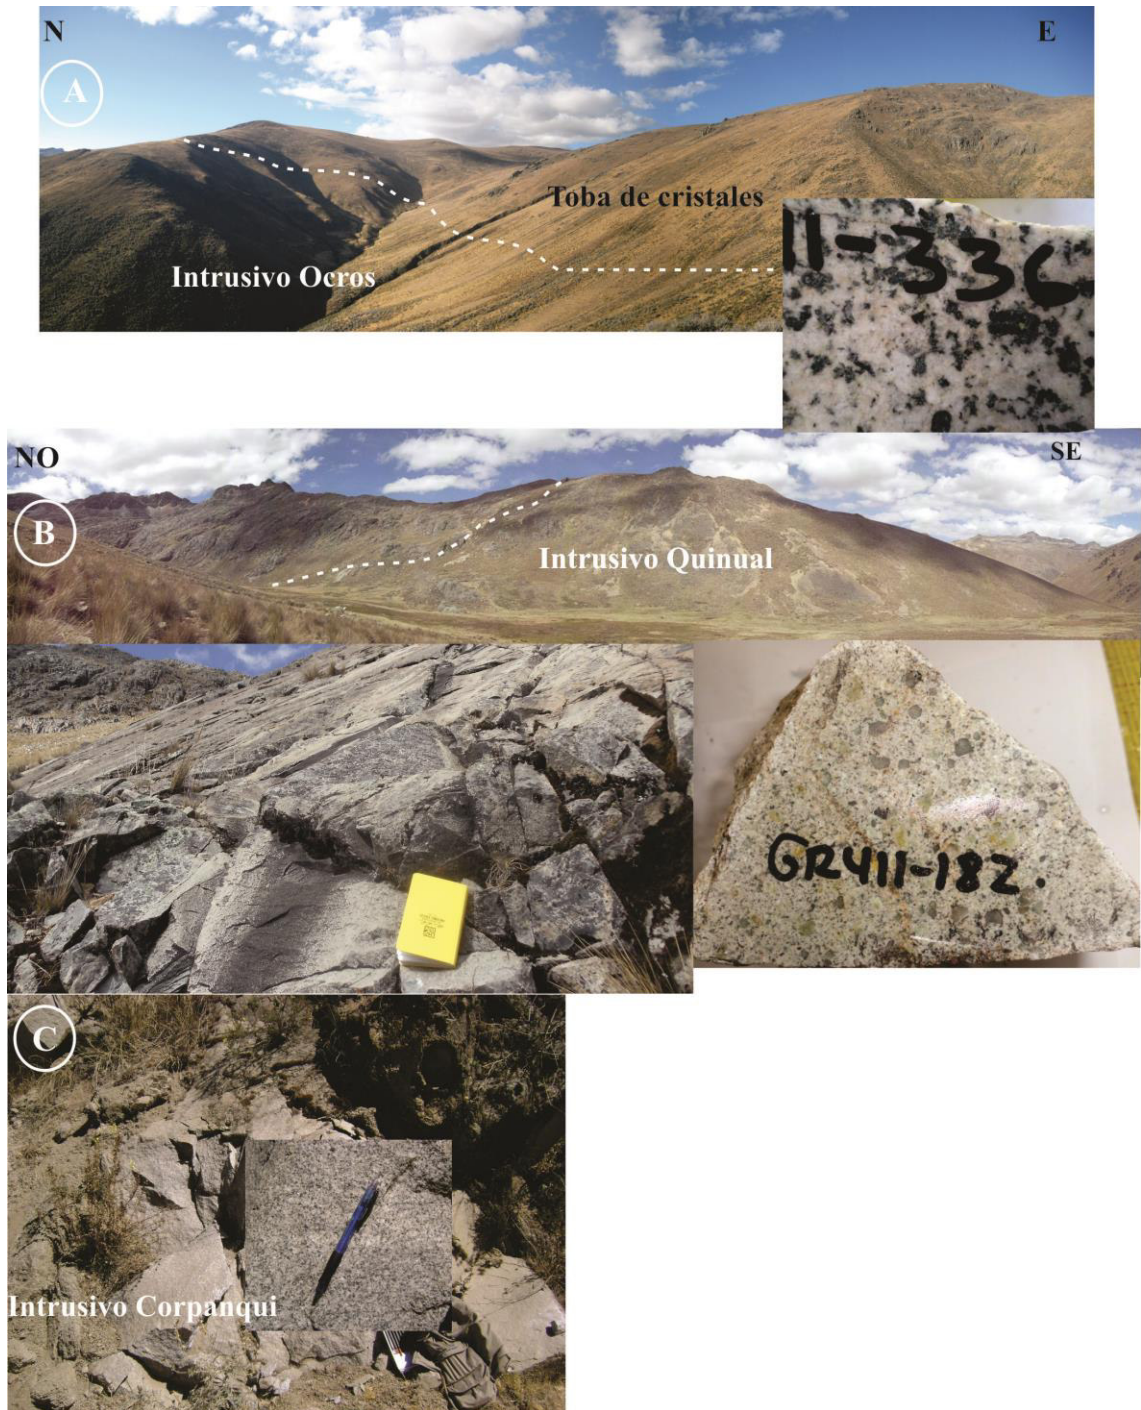 N
E
A
Toba de cristales
Intrusivo Ocros
11-336
NO
SE
B
Intrusivo Quinual
GR411-182.
C
Intrusivo Corpanqui